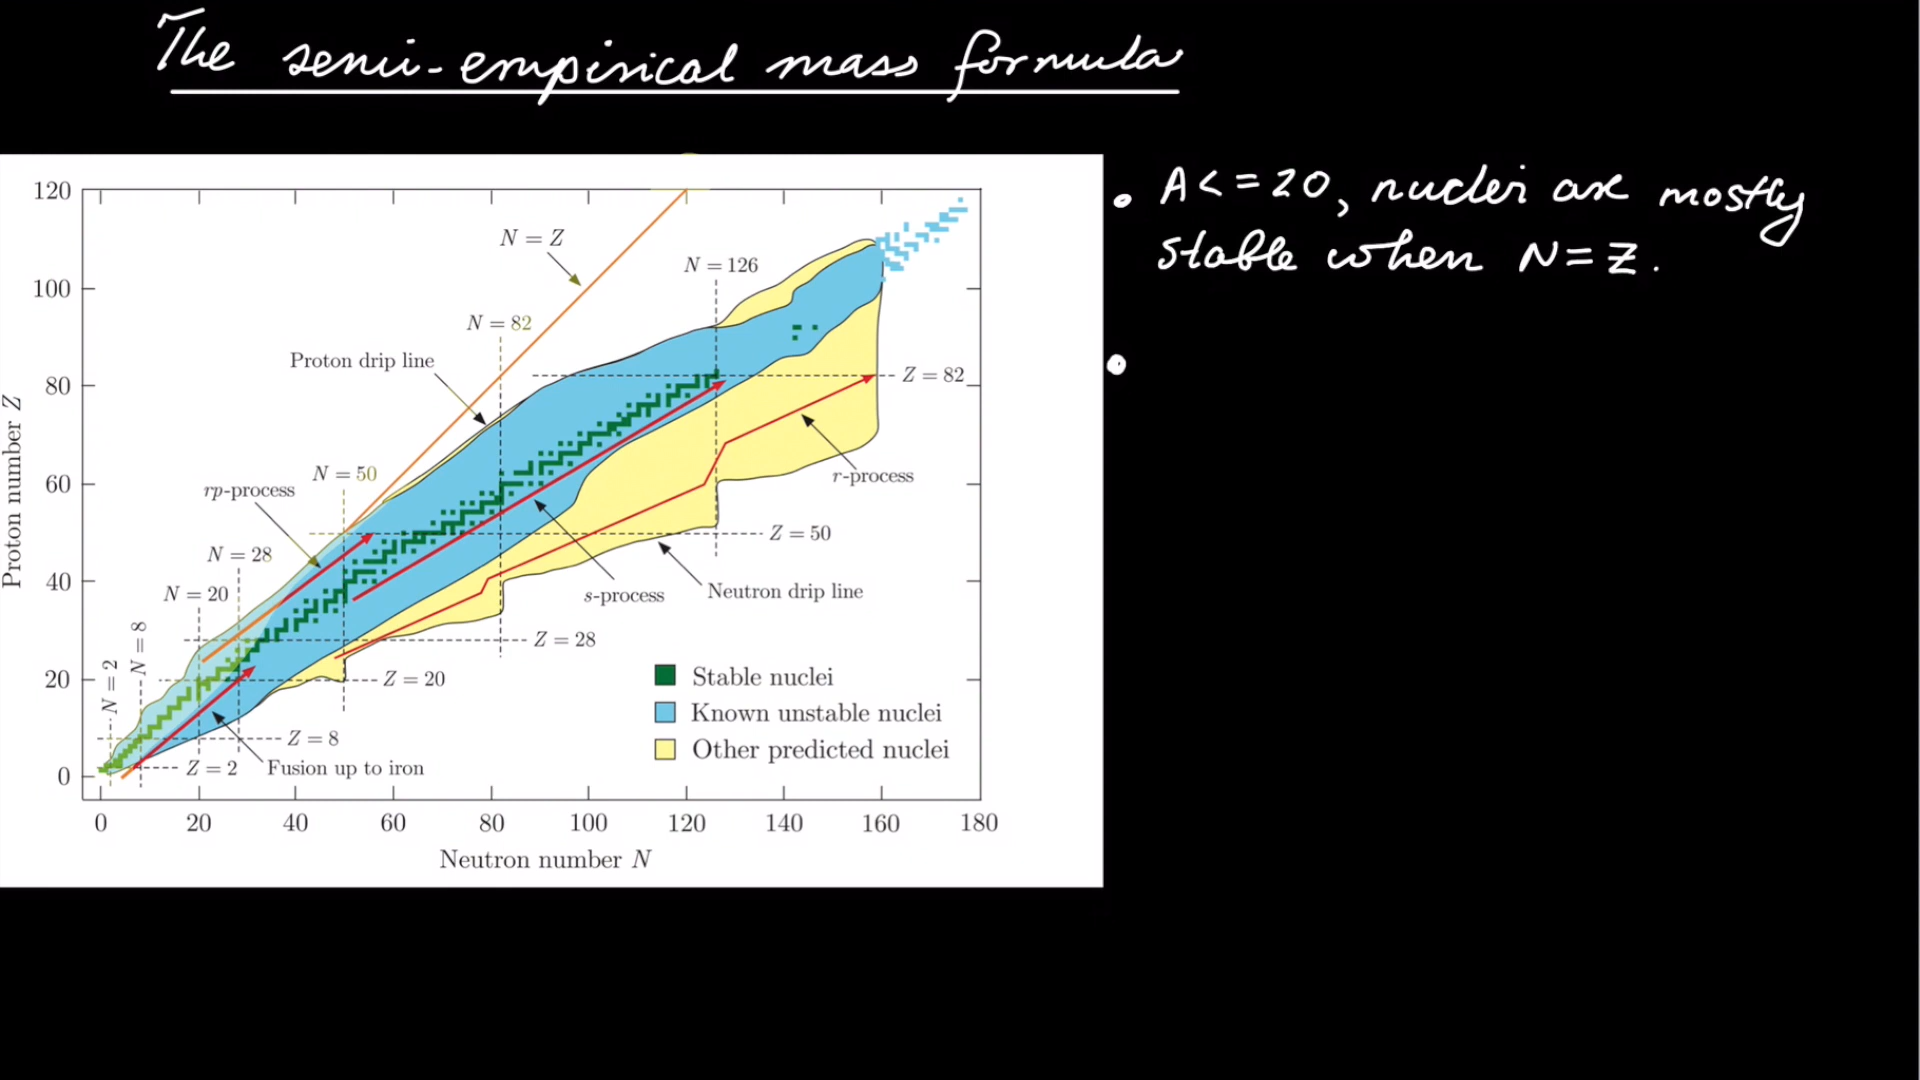 The semi-empirical mass formula
• A<=20, nuclei are mostly
stable when N=Z.
•
120
100
80
60
40
20
0
Proton number Z
0 20 40 60 80 100 120 140 160 180
Neutron number N
N = Z
N = 126
N = 82
Proton drip line
Z = 82
N = 50
rp-process
r-process
Z = 50
N = 28
N = 20
s-process
Neutron drip line
N = 8
Z = 28
N = 2
Z = 20
Z = 8
Z = 2
Fusion up to iron
Stable nuclei
Known unstable nuclei
Other predicted nuclei